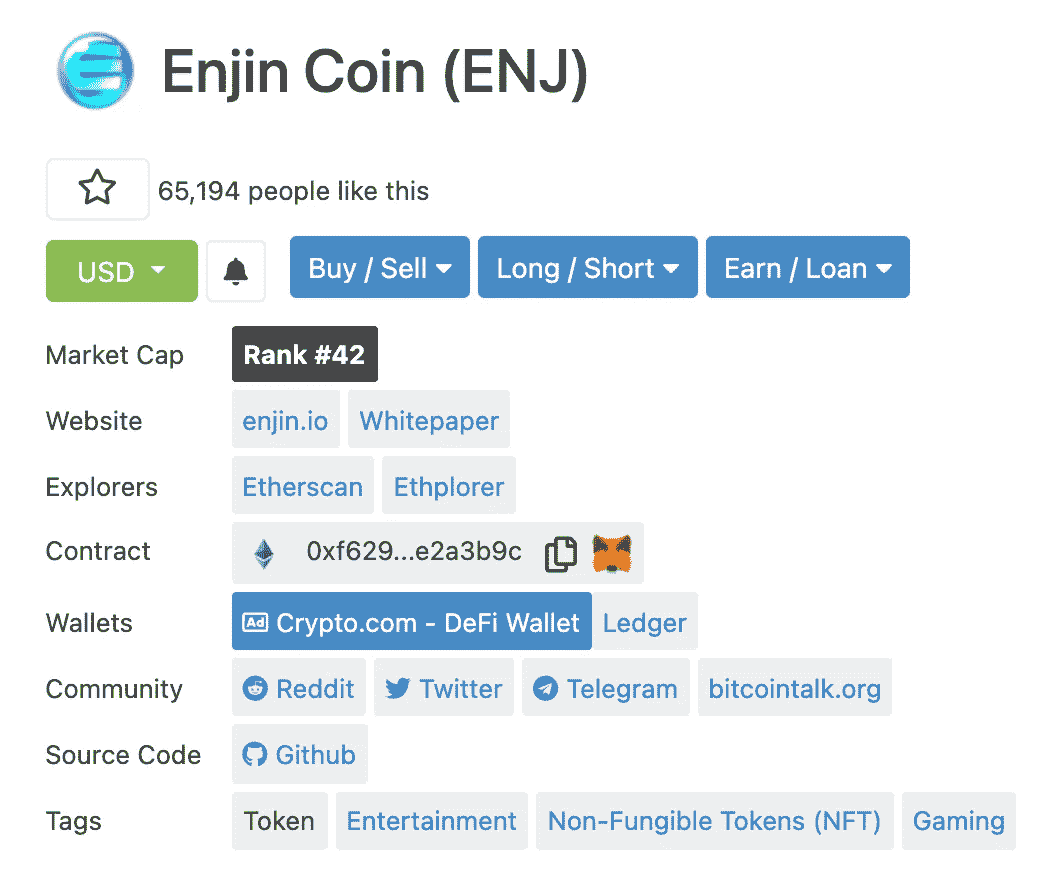 Enjin Coin (ENJ)
65,194 people like this
USD Buy / Sell Long / Short Earn / Loan
Market Cap Rank #42
Website enjin.io Whitepaper
Explorers Etherscan Ethplorer
Contract 0xf629...e2a3b9c
Wallets Ad Crypto.com - DeFi Wallet Ledger
Community Reddit Twitter Telegram bitcointalk.org
Source Code Github
Tags Token Entertainment Non-Fungible Tokens (NFT) Gaming